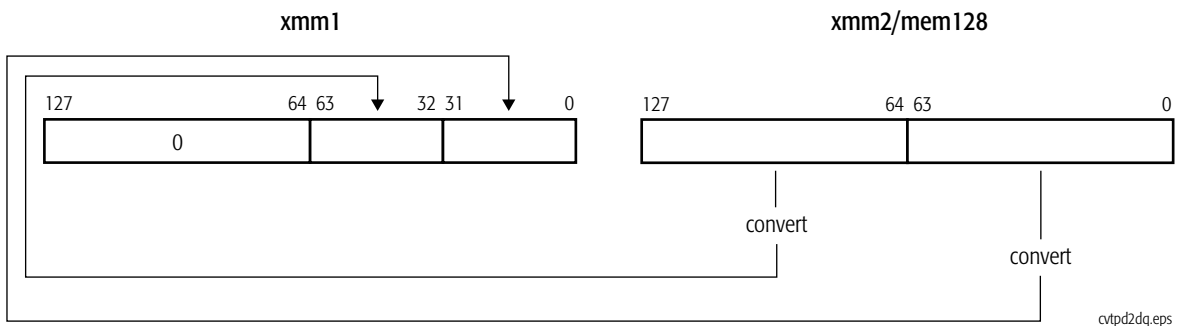 xmm1 xmm2/mem128
127 64 63 32 31 0 127 64 63 0
0
convert
convert
cvtpd2dq.eps